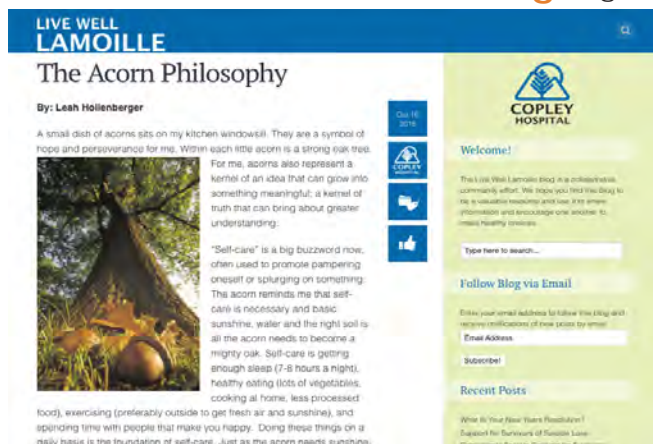 LIVE WELL
LAMOILLE
The Acorn Philosophy
By: Leah Hollenberger
A small dish of acorns sits on my kitchen windowsill. They are a symbol of
hope and perseverance for me. Within each little acorn is a strong oak tree.
For me, acorns also represent a
kernel of an idea that can grow into
something meaningful; a kernel of
truth that can bring about greater
understanding.
"Self-care" is a big buzzword now,
often used to promote pampering
oneself or splurging on something.
The acorn reminds me that self-
care is necessary and basic
sunshine, water and the right soil is
all the acorn needs to become a
mighty oak. Self-care is getting
enough sleep (7-8 hours a night),
healthy eating (lots of vegetables,
cooking at home, less processed
food), exercising (preferably outside to get fresh air and sunshine), and
spending time with people that make you happy. Doing these things on a
daily basis is the foundation of self-care. Just as the acorn needs sunshine,
Oct 16
2018
COPLEY
COPLEY
HOSPITAL
Welcome!
The Live Well Lamoille blog is a collaborative,
community effort. We hope you find this blog to
be a valuable resource and use it to share
information and encourage one another to
make healthy choices.
Type here to search...
Follow Blog via Email
Enter your email address to follow this blog and
receive notifications of new posts by email.
Email Address
Subscribe!
Recent Posts
What Is Your New Years Resolution?
Support for Survivors of Suicide Loss